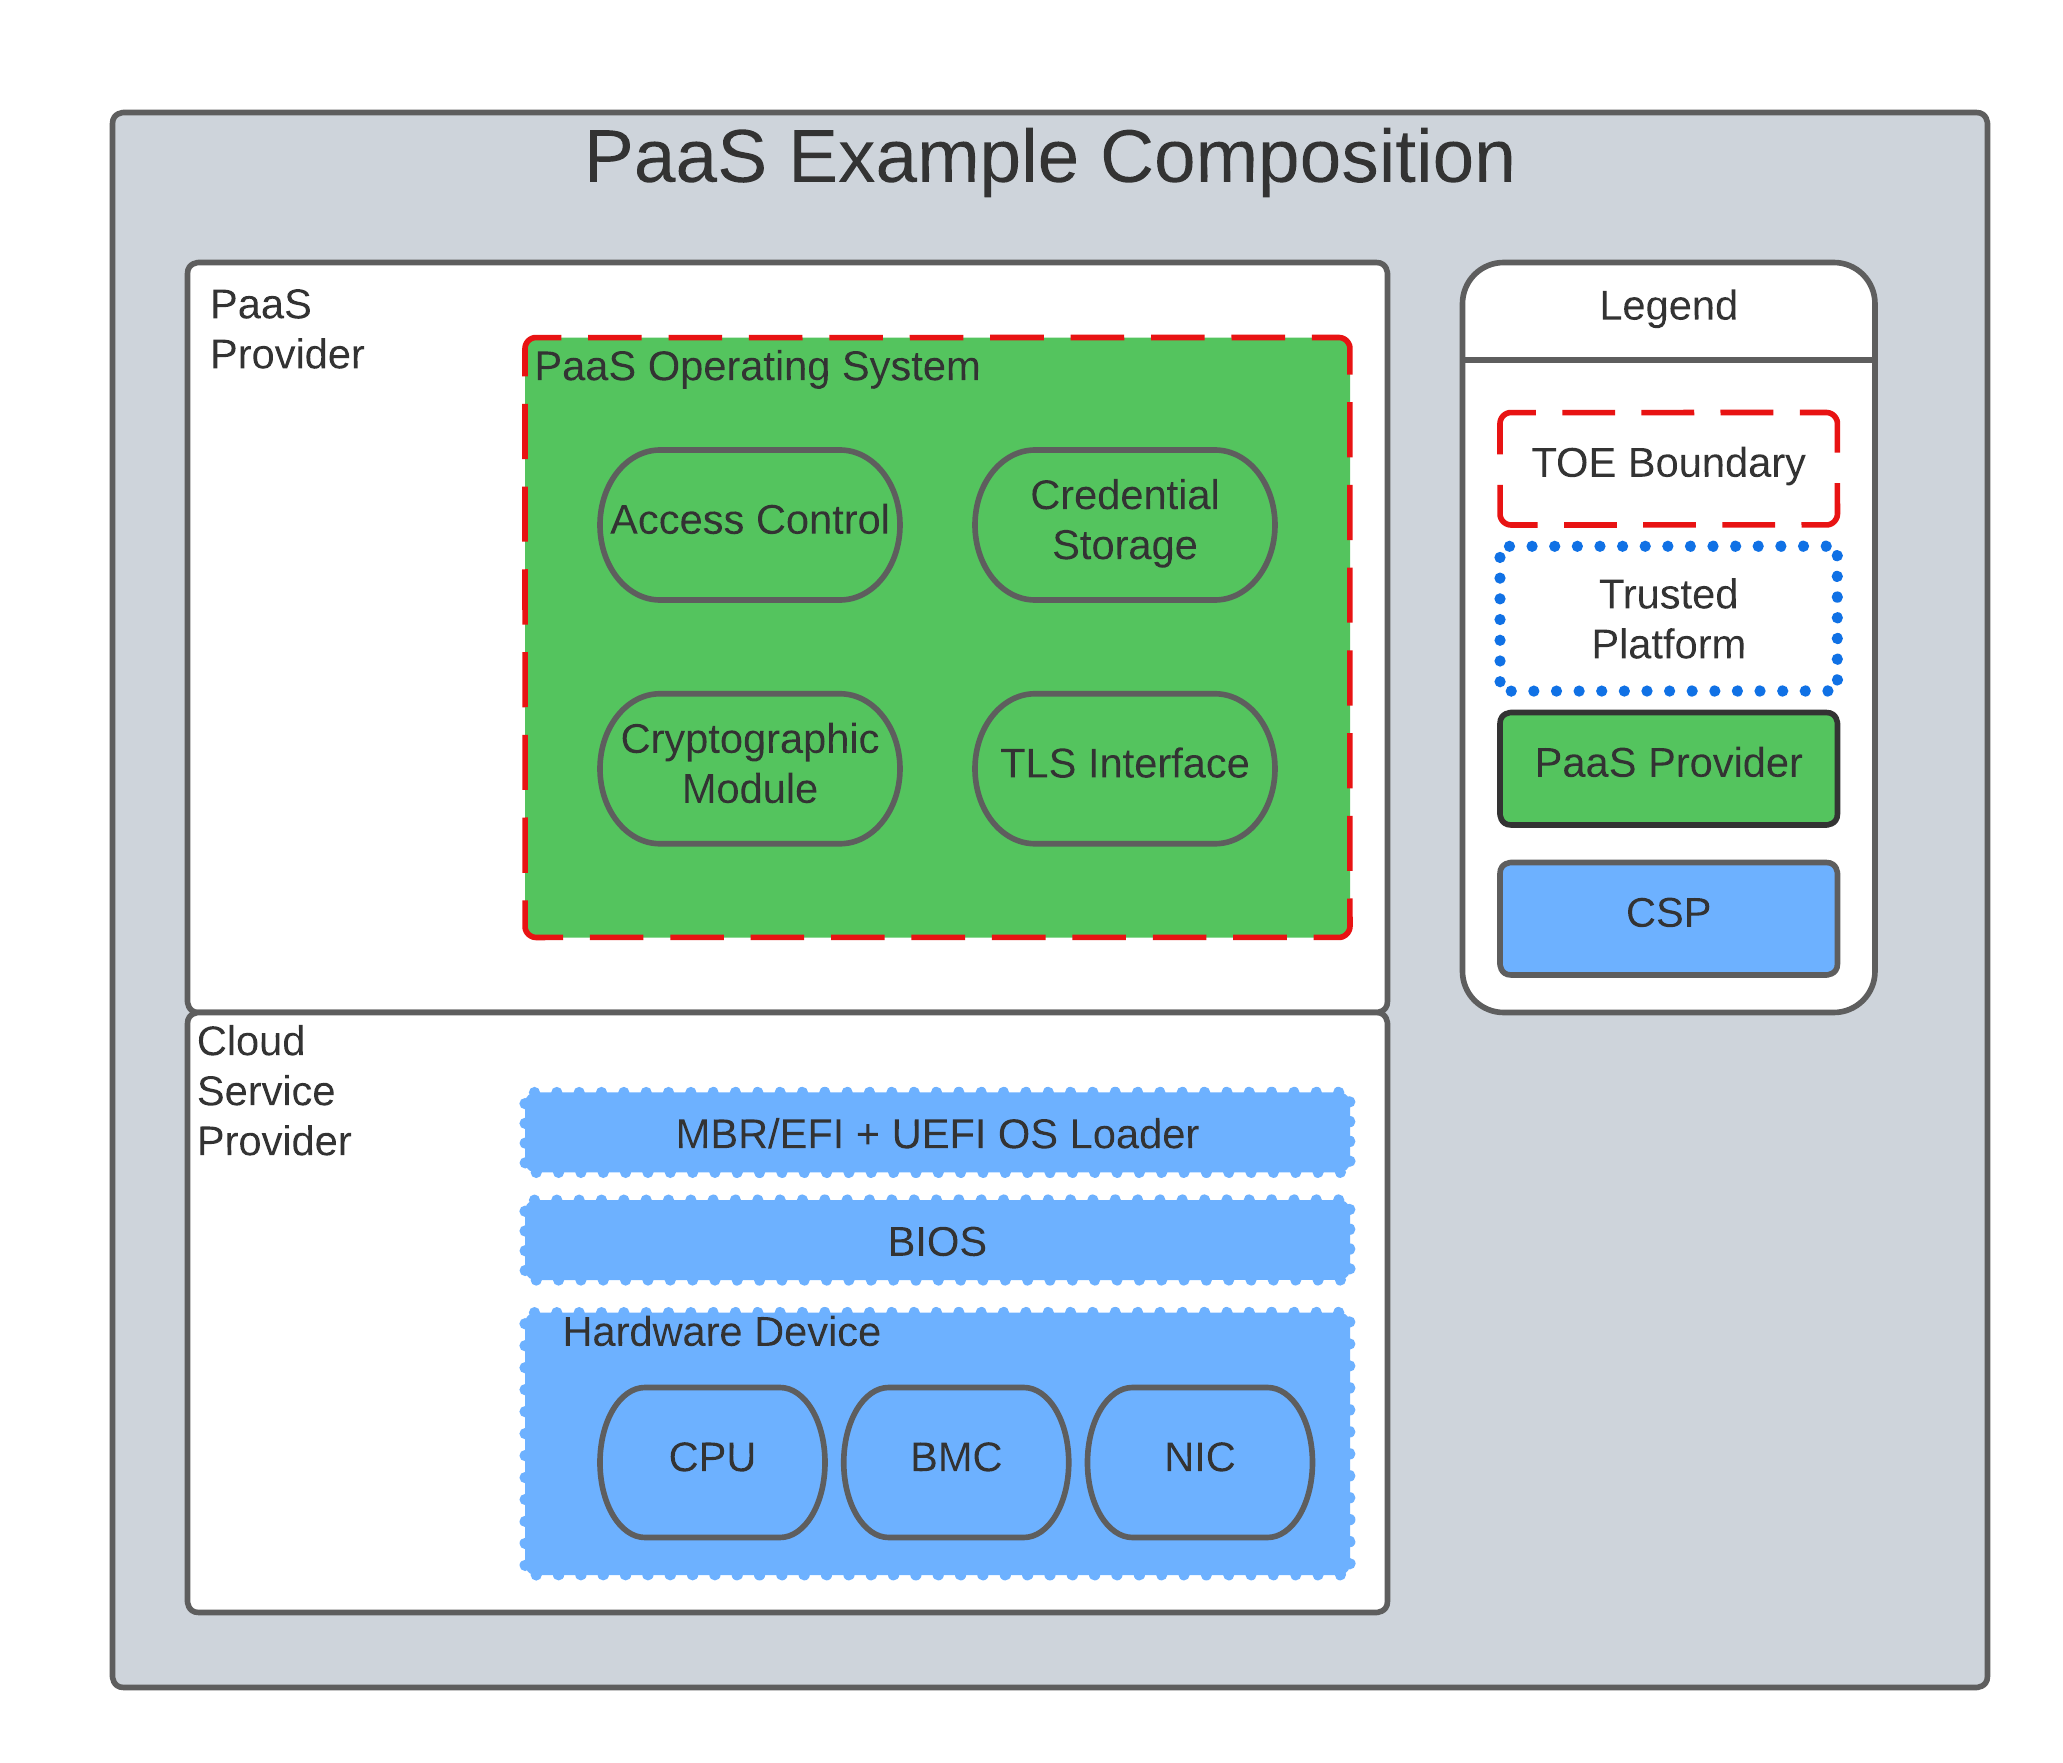 PaaS Example Composition
PaaS
Provider
PaaS Operating System
Access Control
Credential
Storage
Cryptographic
Module
TLS Interface
Legend
TOE Boundary
Trusted
Platform
PaaS Provider
CSP
Cloud
Service
Provider
MBR/EFI + UEFI OS Loader
BIOS
Hardware Device
CPU
BMC
NIC